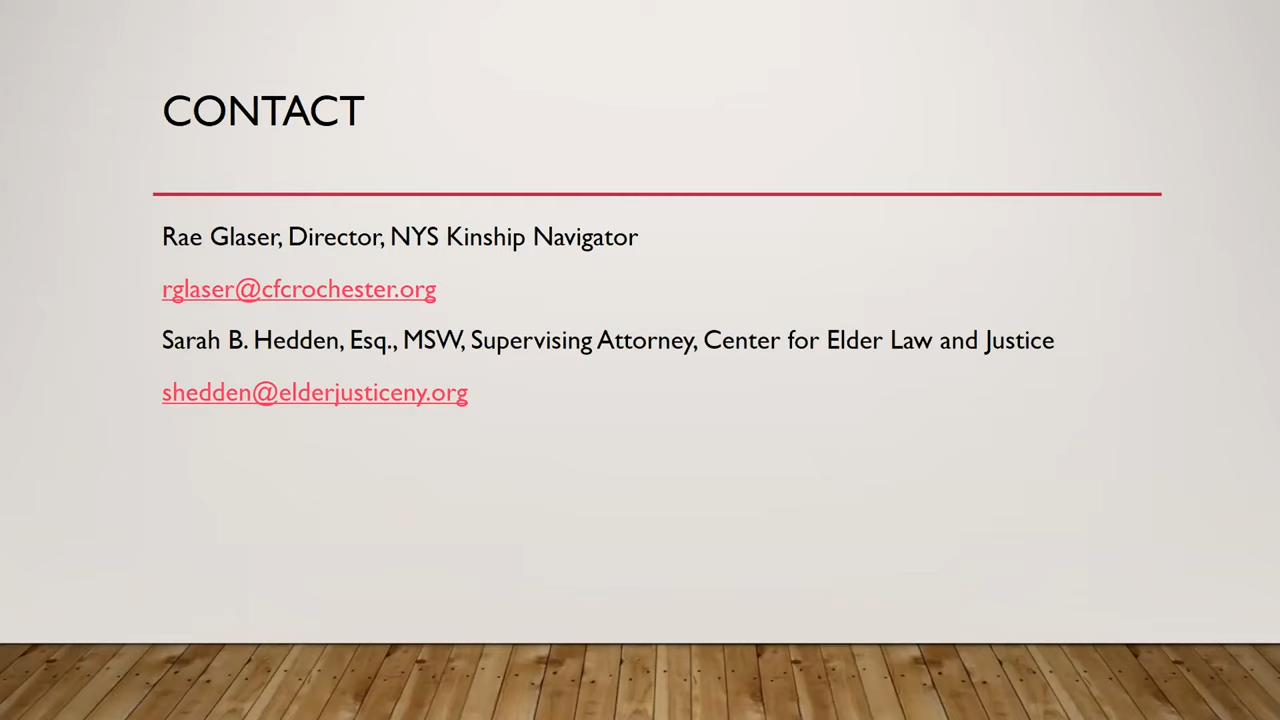 CONTACT
Rae Glaser, Director, NYS Kinship Navigator
rglaser@cfcrochester.org
Sarah B. Hedden, Esq., MSW, Supervising Attorney, Center for Elder Law and Justice
shedden@elderjusticeny.org